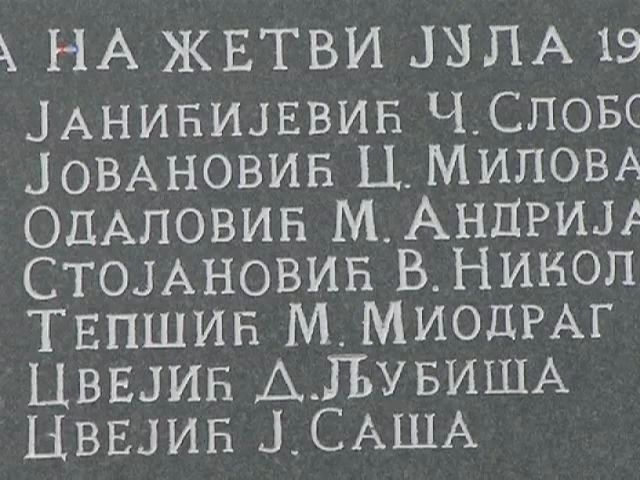 А НА ЖЕТВИ ЈУЛА 19
ЈАНИЋИЈЕВИЋ Ч. СЛОБО
ЈОВАНОВИЋ Ц. МИЛОВА
ОДАЛОВИЋ М. АНДРИЈА
СТОЈАНОВИЋ В. НИКОЛ
ТЕПШИЋ М. МИОДРАГ
ЦВЕЈИЋ Д. ЉУБИША
ЦВЕЈИЋ Ј. САША